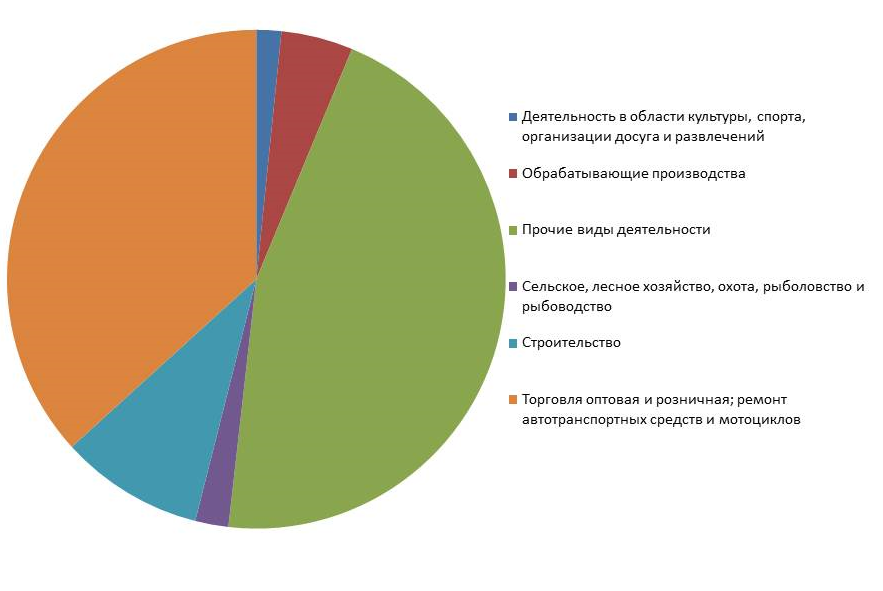 Деятельность в области культуры, спорта,
организации досуга и развлечений
Обрабатывающие производства
Прочие виды деятельности
Сельское, лесное хозяйство, охота, рыболовство и
рыбоводство
Строительство
Торговля оптовая и розничная; ремонт
автотранспортных средств и мотоциклов